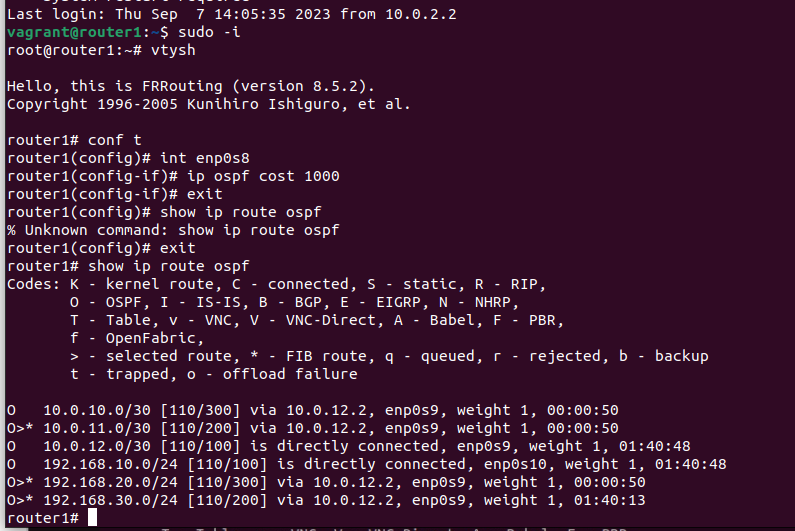 Last login: Thu Sep  7 14:05:35 2023 from 10.0.2.2
vagrant@router1:~$ sudo -i
root@router1:~# vtysh

Hello, this is FRRouting (version 8.5.2).
Copyright 1996-2005 Kunihiro Ishiguro, et al.

router1# conf t
router1(config)# int enp0s8
router1(config-if)# ip ospf cost 1000
router1(config-if)# exit
router1(config)# show ip route ospf
% Unknown command: show ip route ospf
router1(config)# exit
router1# show ip route ospf
Codes: K - kernel route, C - connected, S - static, R - RIP,
       O - OSPF, I - IS-IS, B - BGP, E - EIGRP, N - NHRP,
       T - Table, v - VNC, V - VNC-Direct, A - Babel, F - PBR,
       f - OpenFabric,
       > - selected route, * - FIB route, q - queued, r - rejected, b - backup
       t - trapped, o - offload failure

O   10.0.10.0/30 [110/300] via 10.0.12.2, enp0s9, weight 1, 00:00:50
O>* 10.0.11.0/30 [110/200] via 10.0.12.2, enp0s9, weight 1, 00:00:50
O   10.0.12.0/30 [110/100] is directly connected, enp0s9, weight 1, 01:40:48
O   192.168.10.0/24 [110/100] is directly connected, enp0s10, weight 1, 01:40:48
O>* 192.168.20.0/24 [110/300] via 10.0.12.2, enp0s9, weight 1, 00:00:50
O>* 192.168.30.0/24 [110/200] via 10.0.12.2, enp0s9, weight 1, 01:40:13
router1#